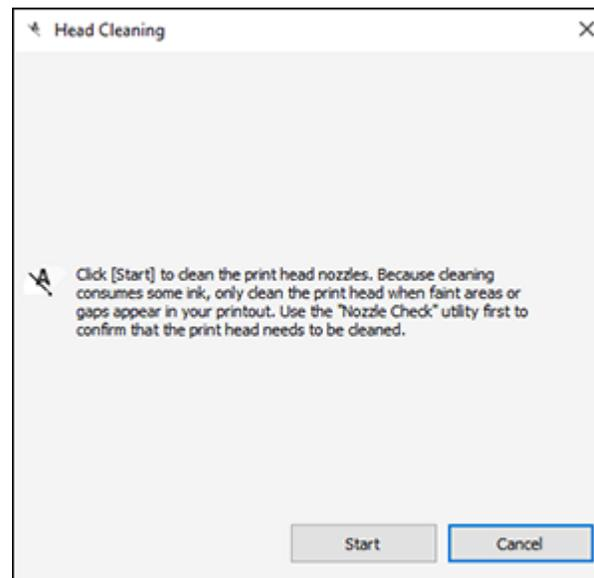 Head Cleaning
Click [Start] to clean the print head nozzles. Because cleaning
consumes some ink, only clean the print head when faint areas or
gaps appear in your printout. Use the "Nozzle Check" utility first to
confirm that the print head needs to be cleaned.
Start
Cancel